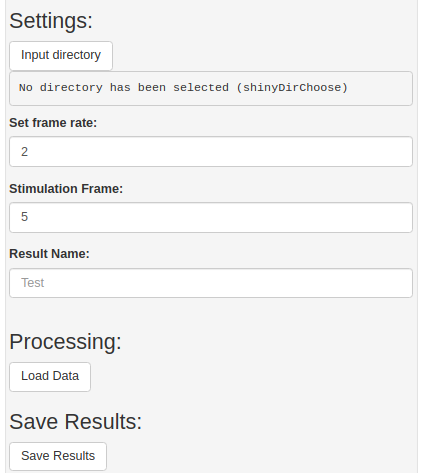 Settings:
Input directory
No directory has been selected (shinyDirChoose)
Set frame rate:
2
Stimulation Frame:
5
Result Name:
Test
Processing:
Load Data
Save Results:
Save Results